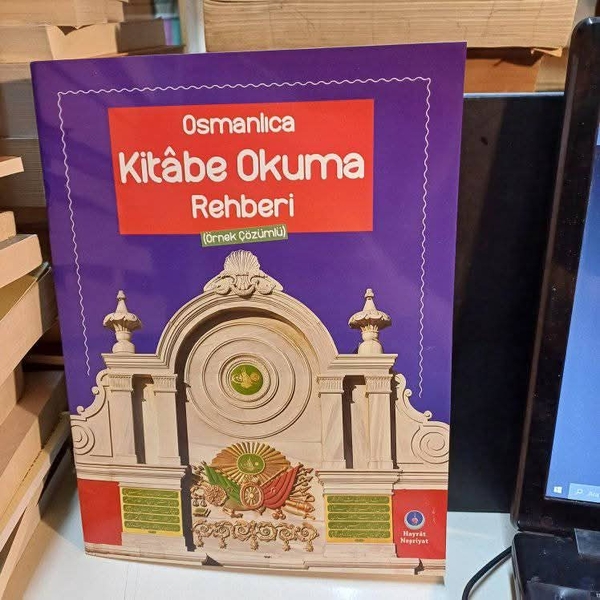 Osmanlıca
Kitâbe Okuma
Rehberi
(Örnek Çözümlü)
Hayrât
Neşriyat